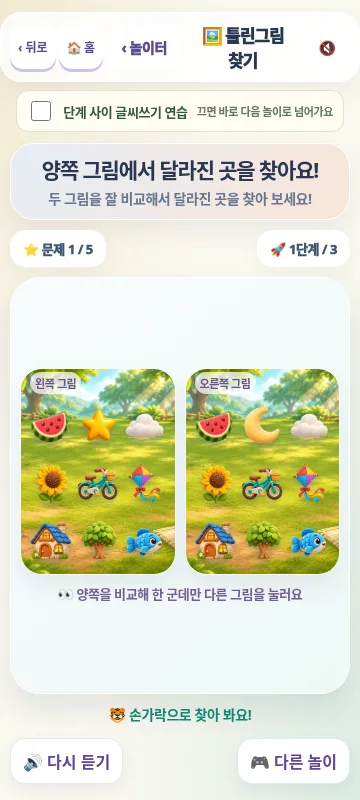 ‹ 뒤로
🏠 홈
‹ 놀이터
🖼️ 틀린그림
찾기
단계 사이 글씨쓰기 연습 끄면 바로 다음 놀이로 넘어가요
양쪽 그림에서 달라진 곳을 찾아요!
두 그림을 잘 비교해서 달라진 곳을 찾아 보세요!
⭐ 문제 1 / 5
🚀 1단계 / 3
왼쪽 그림
오른쪽 그림
👀 양쪽을 비교해 한 군데만 다른 그림을 눌러요
🐯 손가락으로 찾아 봐요!
🔊 다시 듣기
🎮 다른 놀이